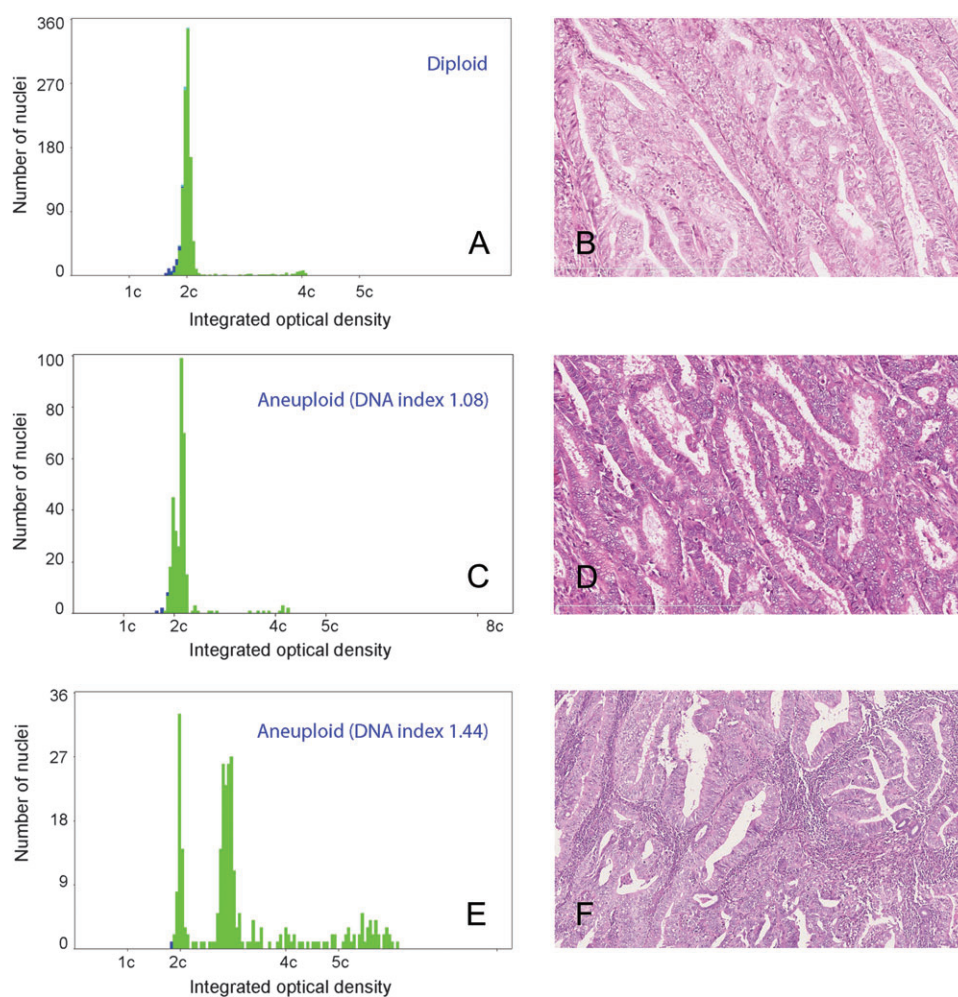 360
270
180
90
0
Number of nuclei
Diploid
A
1c 2c 4c 5c
Integrated optical density
B
100
80
60
40
20
0
Number of nuclei
Aneuploid (DNA index 1.08)
C
1c 2c 4c 5c 8c
Integrated optical density
D
36
27
18
9
0
Number of nuclei
Aneuploid (DNA index 1.44)
E
1c 2c 4c 5c
Integrated optical density
F